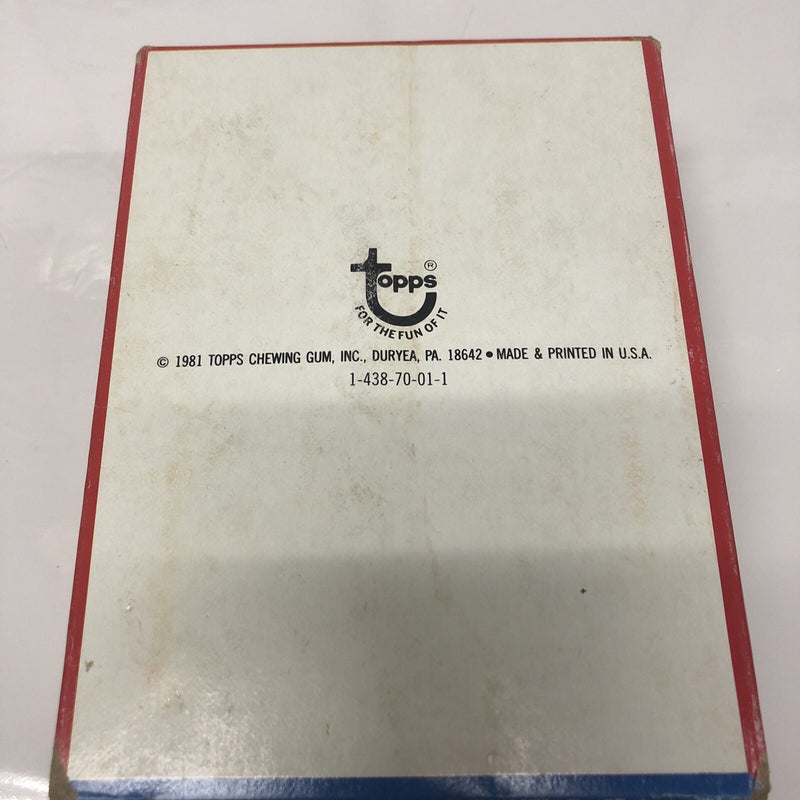 topps®
FOR THE FUN OF IT
© 1981 TOPPS CHEWING GUM, INC., DURYEA, PA. 18642 • MADE & PRINTED IN U.S.A.
1-438-70-01-1